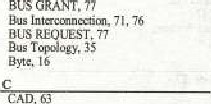 BUS GRANT, 77
Bus Interconnection, 71, 76
BUS REQUEST, 77
Bus Topology, 35
Byte, 16
C
CAD, 63